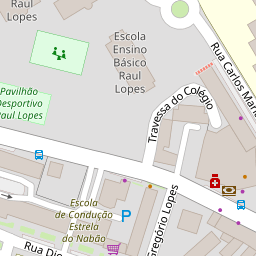 Raul
Lopes
Escola
Ensino
Básico
Raul
Lopes
Rua Carlos Maria
Travessa do Colégio
Pavilhão
Desportivo
Raul Lopes
Escola
de Condução
Estrela
do Nabão
P
Gregório Lopes
Rua Di